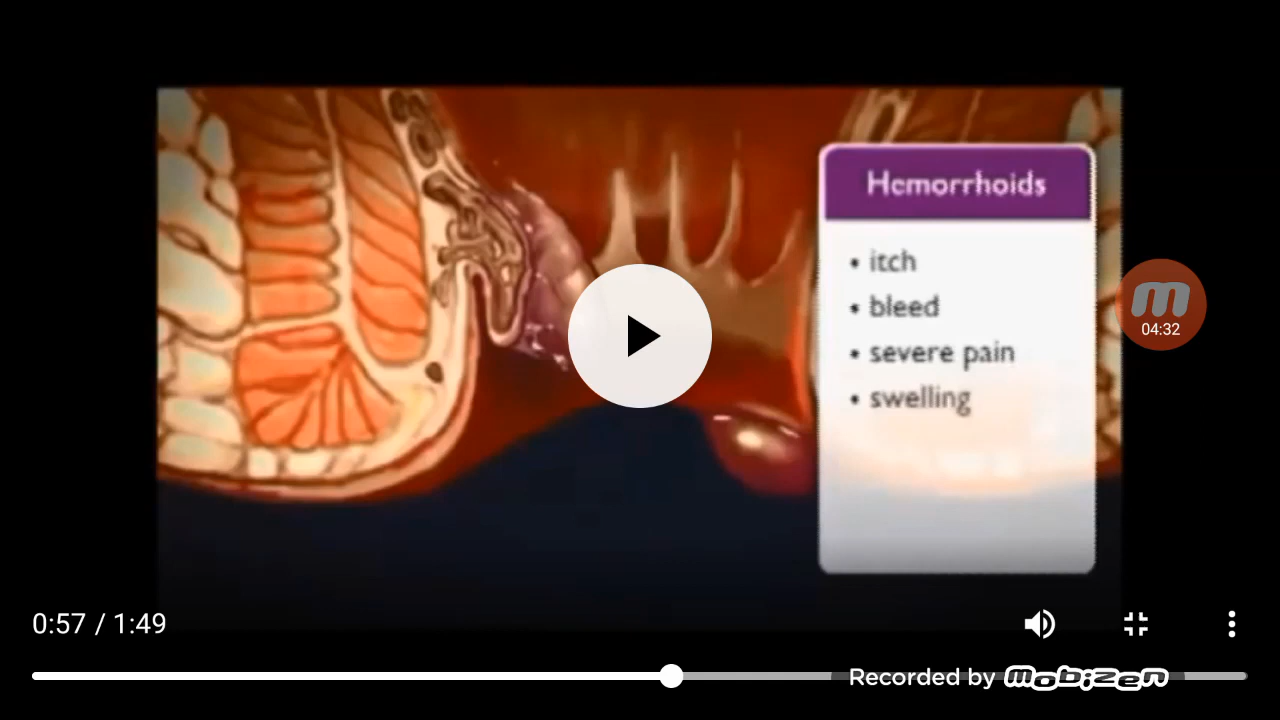 Hemorrhoids
• itch
• bleed
• severe pain
• swelling
04:32
0:57 / 1:49
Recorded by Mobizen